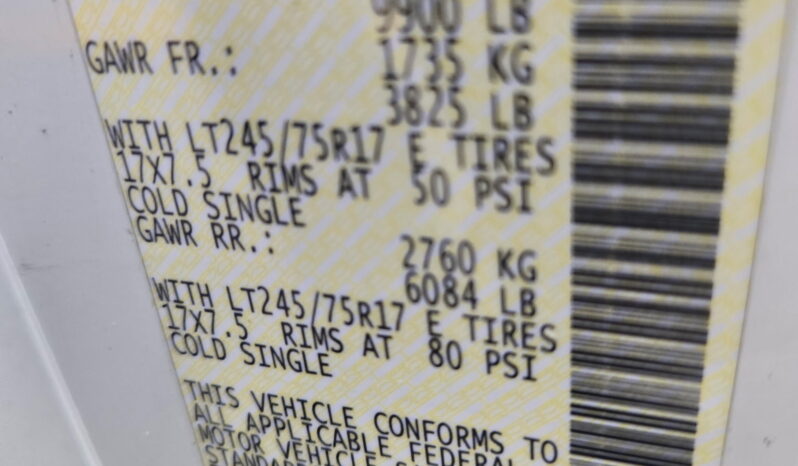 9900 LB
GAWR FR.: 1735 KG
3825 LB
WITH LT245/75R17 E TIRES
17X7.5 RIMS AT 50 PSI
COLD SINGLE
GAWR RR.: 2760 KG
6084 LB
WITH LT245/75R17 E TIRES
17X7.5 RIMS AT 80 PSI
COLD SINGLE
THIS VEHICLE CONFORMS TO
ALL APPLICABLE FEDERAL
MOTOR VEHICLE